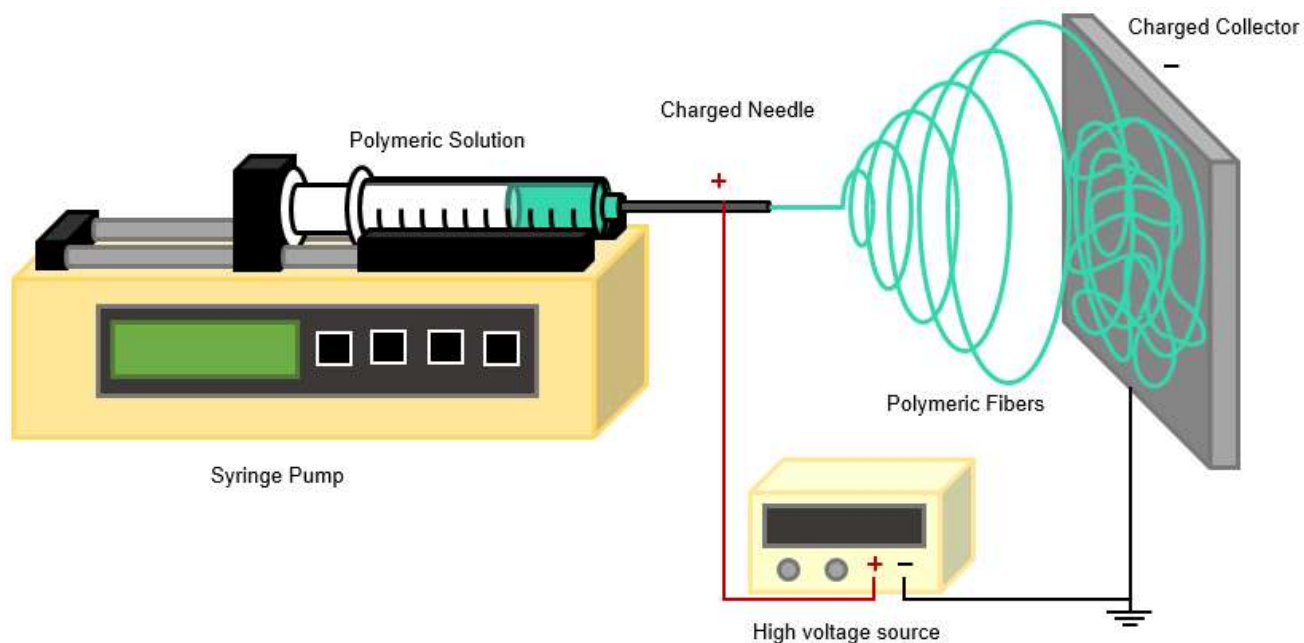 Charged Collector
−
Charged Needle
+
Polymeric Solution
Polymeric Fibers
Syringe Pump
+ −
High voltage source